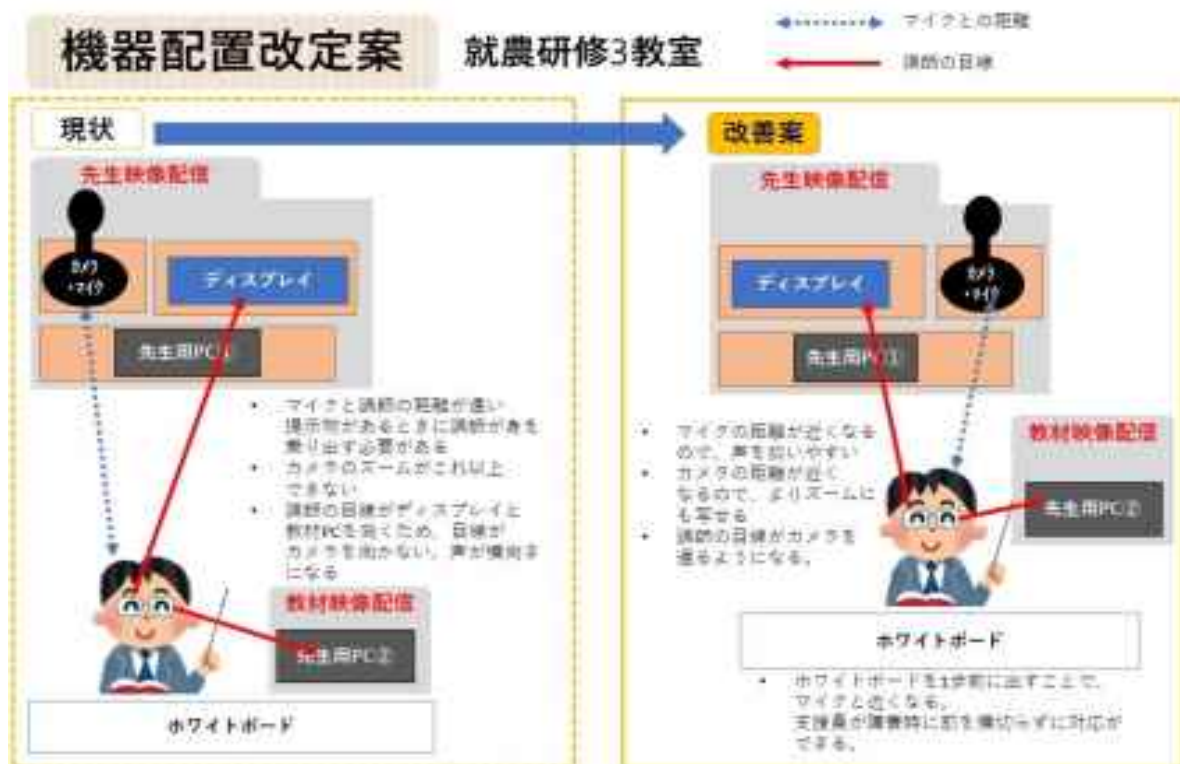 機器配置改定案
就農研修3教室
マイクとの距離
講師の目線
現状
改善案
先生映像配信
カメラ
+マイク
ディスプレイ
先生用PC①
マイクと講師の距離が遠い
提示物があるときに講師が身を
乗り出す必要がある
カメラのズームがこれ以上
できない
講師の目線がディスプレイと
教材PCを向くため、目線が
カメラを向かない。声が横向き
になる
教材映像配信
先生用PC②
ホワイトボード
先生映像配信
ディスプレイ
カメラ
+マイク
先生用PC①
マイクの距離が近くなる
ので、声を拾いやすい
カメラの距離が近く
なるので、よりズームに
も写せる
講師の目線がカメラを
通るようになる。
教材映像配信
先生用PC②
ホワイトボード
ホワイトボードを1歩前に出すことで、
マイクと近くなる。
支援員が障害時に前を横切らずに対応が
できる。